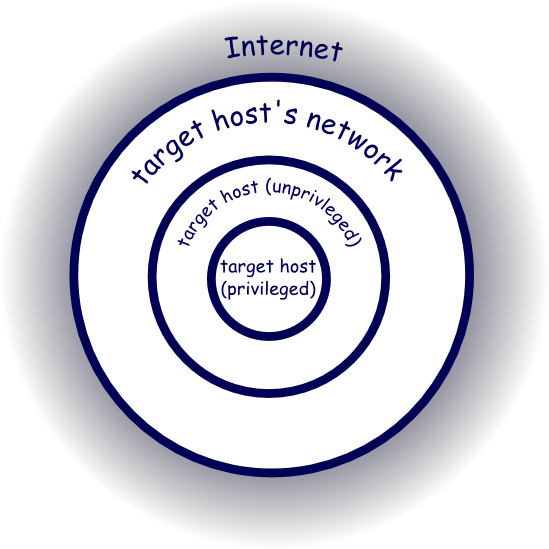 Internet
target host's network
target host (unprivleged)
target host
(privileged)